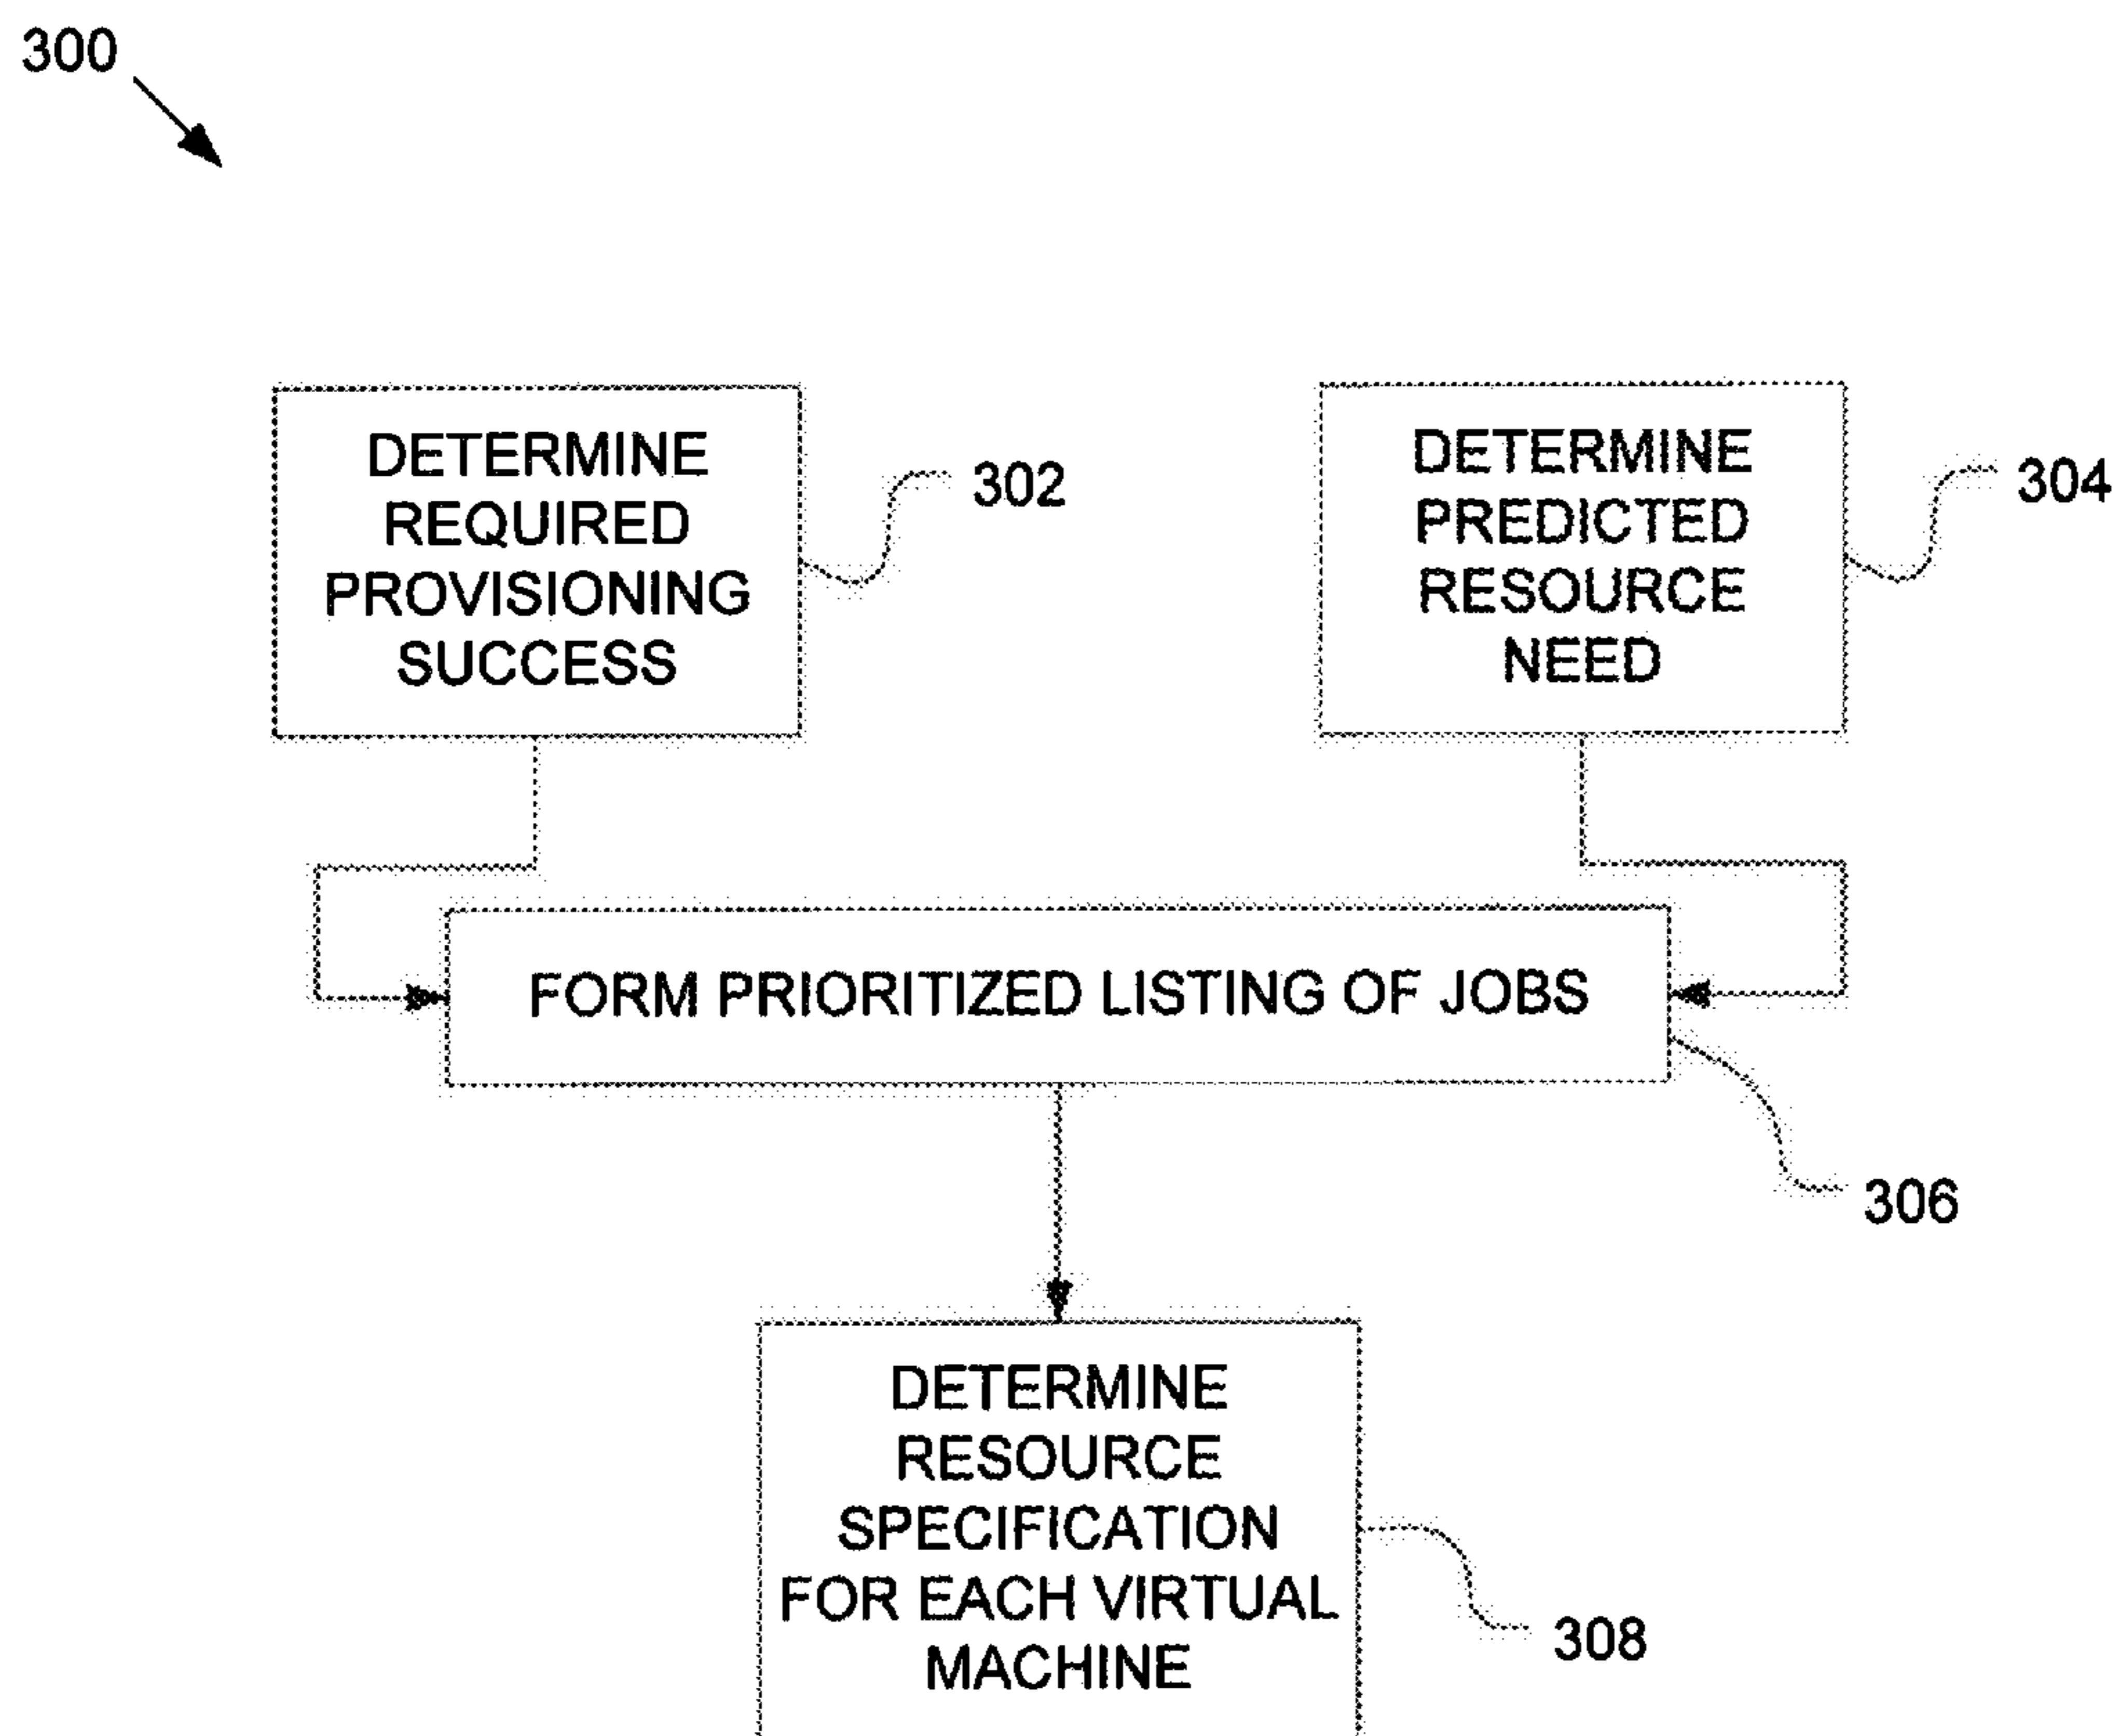 300
DETERMINE
REQUIRED
PROVISIONING
SUCCESS
302
DETERMINE
PREDICTED
RESOURCE
NEED
304
FORM PRIORITIZED LISTING OF JOBS
306
DETERMINE
RESOURCE
SPECIFICATION
FOR EACH VIRTUAL
MACHINE
308